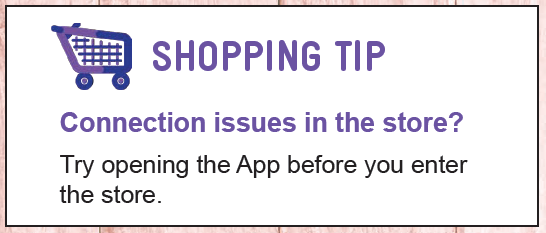 SHOPPING TIP
Connection issues in the store?
Try opening the App before you enter
the store.